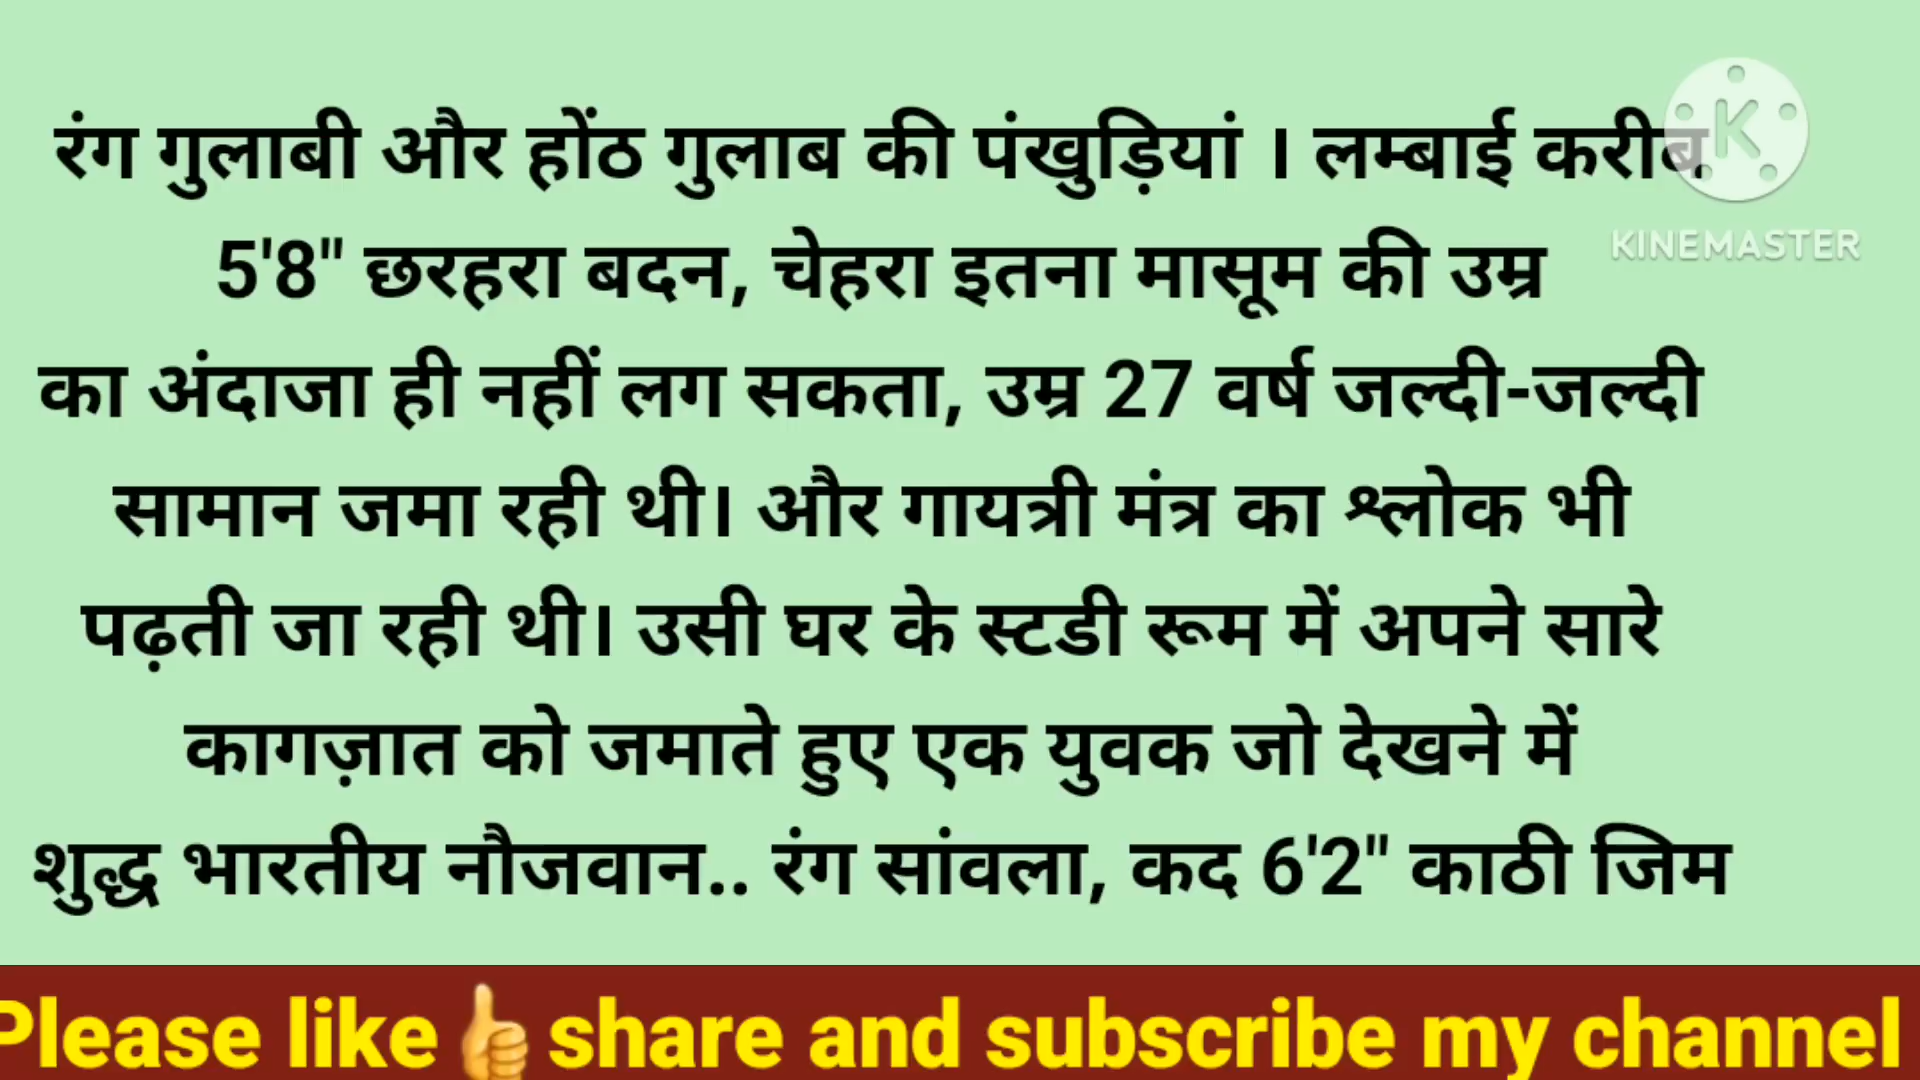 रंग गुलाबी और होंठ गुलाब की पंखुड़ियां । लम्बाई करीब
5'8" छरहरा बदन, चेहरा इतना मासूम की उम्र
का अंदाजा ही नहीं लग सकता, उम्र 27 वर्ष जल्दी-जल्दी
सामान जमा रही थी। और गायत्री मंत्र का श्लोक भी
पढ़ती जा रही थी। उसी घर के स्टडी रूम में अपने सारे
कागज़ात को जमाते हुए एक युवक जो देखने में
शुद्ध भारतीय नौजवान.. रंग सांवला, कद 6'2" काठी जिम
K
KINEMASTER
Please like👍share and subscribe my channel